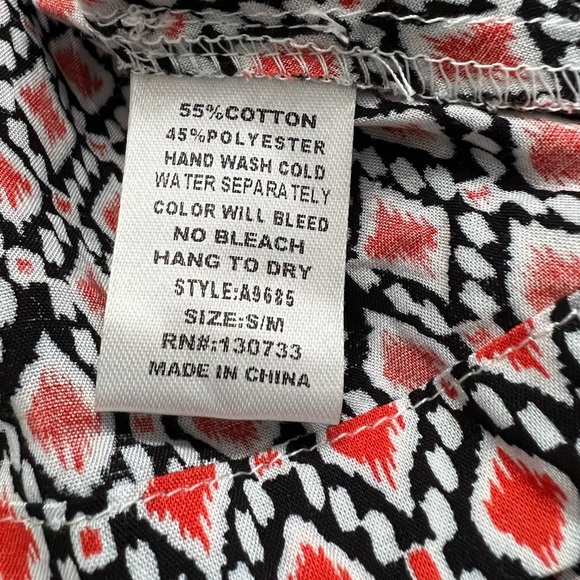 55%COTTON
45%POLYESTER
HAND WASH COLD
WATER SEPARATELY
COLOR WILL BLEED
NO BLEACH
HANG TO DRY
STYLE:A9685
SIZE:S/M
RN#:130733
MADE IN CHINA